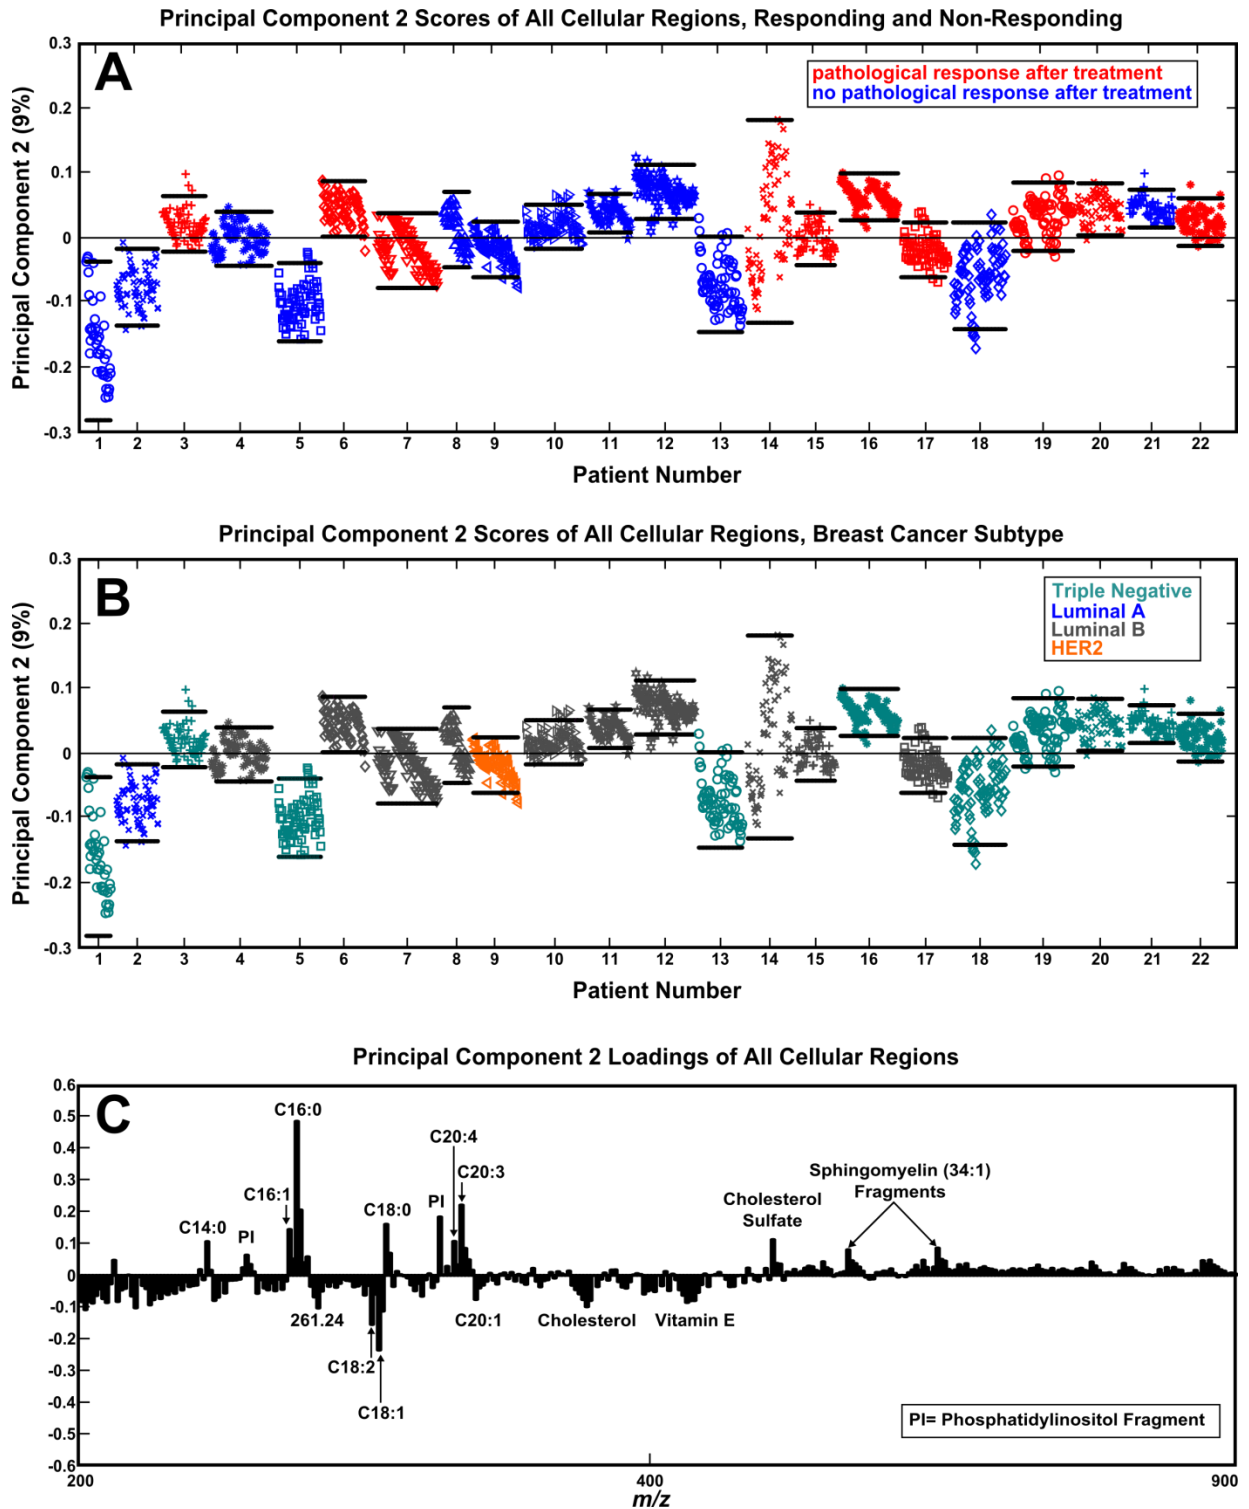 Principal Component 2 Scores of All Cellular Regions, Responding and Non-Responding
A
pathological response after treatment
no pathological response after treatment
Principal Component 2 (9%)
0.3
0.2
0.1
0
-0.1
-0.2
-0.3
1 2 3 4 5 6 7 8 9 10 11 12 13 14 15 16 17 18 19 20 21 22
Patient Number
Principal Component 2 Scores of All Cellular Regions, Breast Cancer Subtype
B
Triple Negative
Luminal A
Luminal B
HER2
Principal Component 2 (9%)
0.3
0.2
0.1
0
-0.1
-0.2
-0.3
1 2 3 4 5 6 7 8 9 10 11 12 13 14 15 16 17 18 19 20 21 22
Patient Number
Principal Component 2 Loadings of All Cellular Regions
C
0.6
0.5
0.4
0.3
0.2
0.1
0
-0.1
-0.2
-0.3
-0.4
-0.5
-0.6
C14:0
PI
C16:1
C16:0
261.24
C18:2
C18:1
C18:0
PI
C20:4
C20:3
C20:1
Cholesterol
Vitamin E
Cholesterol
Sulfate
Sphingomyelin (34:1)
Fragments
PI= Phosphatidylinositol Fragment
200 400 900
m/z